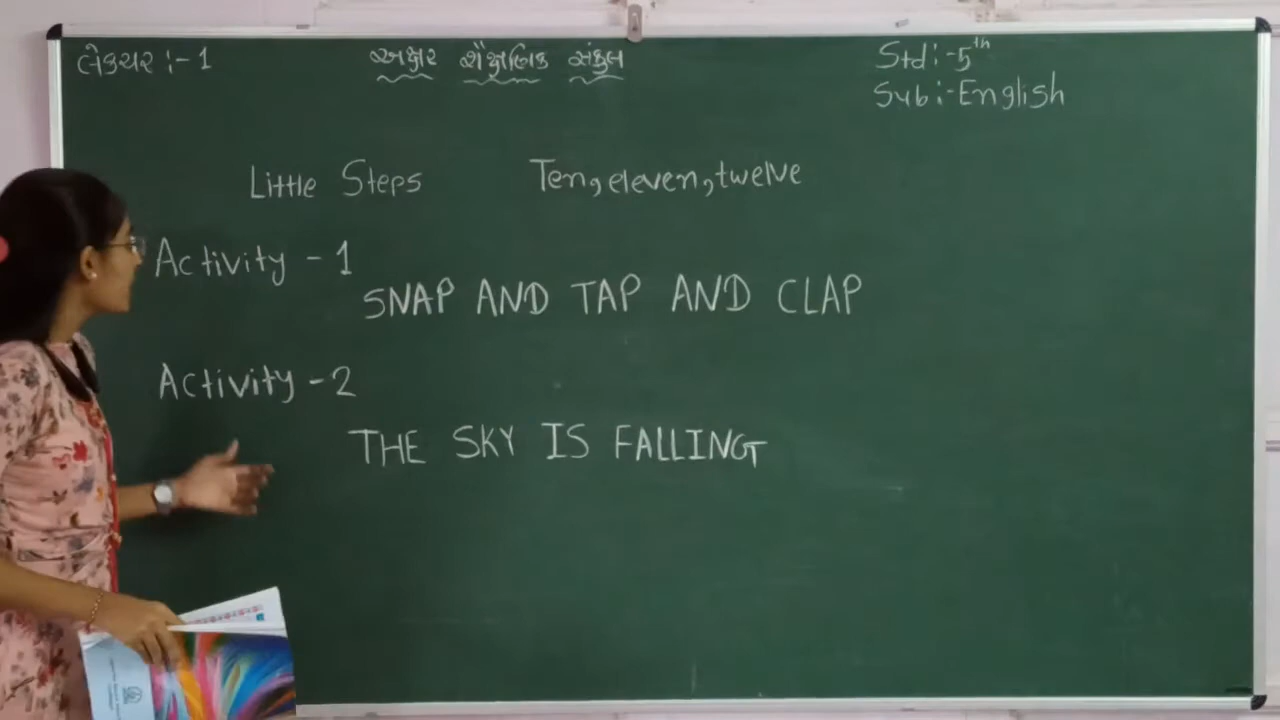 લેકચર :- 1
અક્ષર શૈક્ષણિક સંકુલ
Std :- 5th
Sub :- English
Little Steps Ten, eleven, twelve
Activity - 1
SNAP AND TAP AND CLAP
Activity - 2
THE SKY IS FALLING